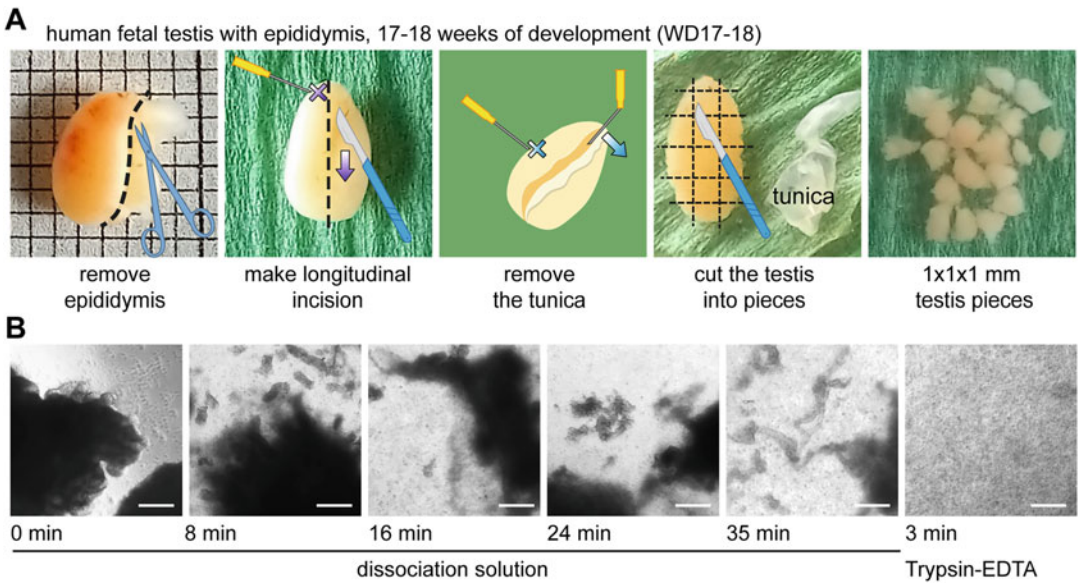 A
human fetal testis with epididymis, 17-18 weeks of development (WD17-18)
tunica
remove
epididymis
make longitudinal
incision
remove
the tunica
cut the testis
into pieces
1x1x1 mm
testis pieces
B
0 min
8 min
16 min
24 min
35 min
3 min
dissociation solution
Trypsin-EDTA